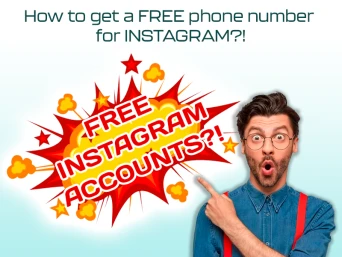 How to get a FREE phone number
for INSTAGRAM?!
FREE
INSTAGRAM
ACCOUNTS?!